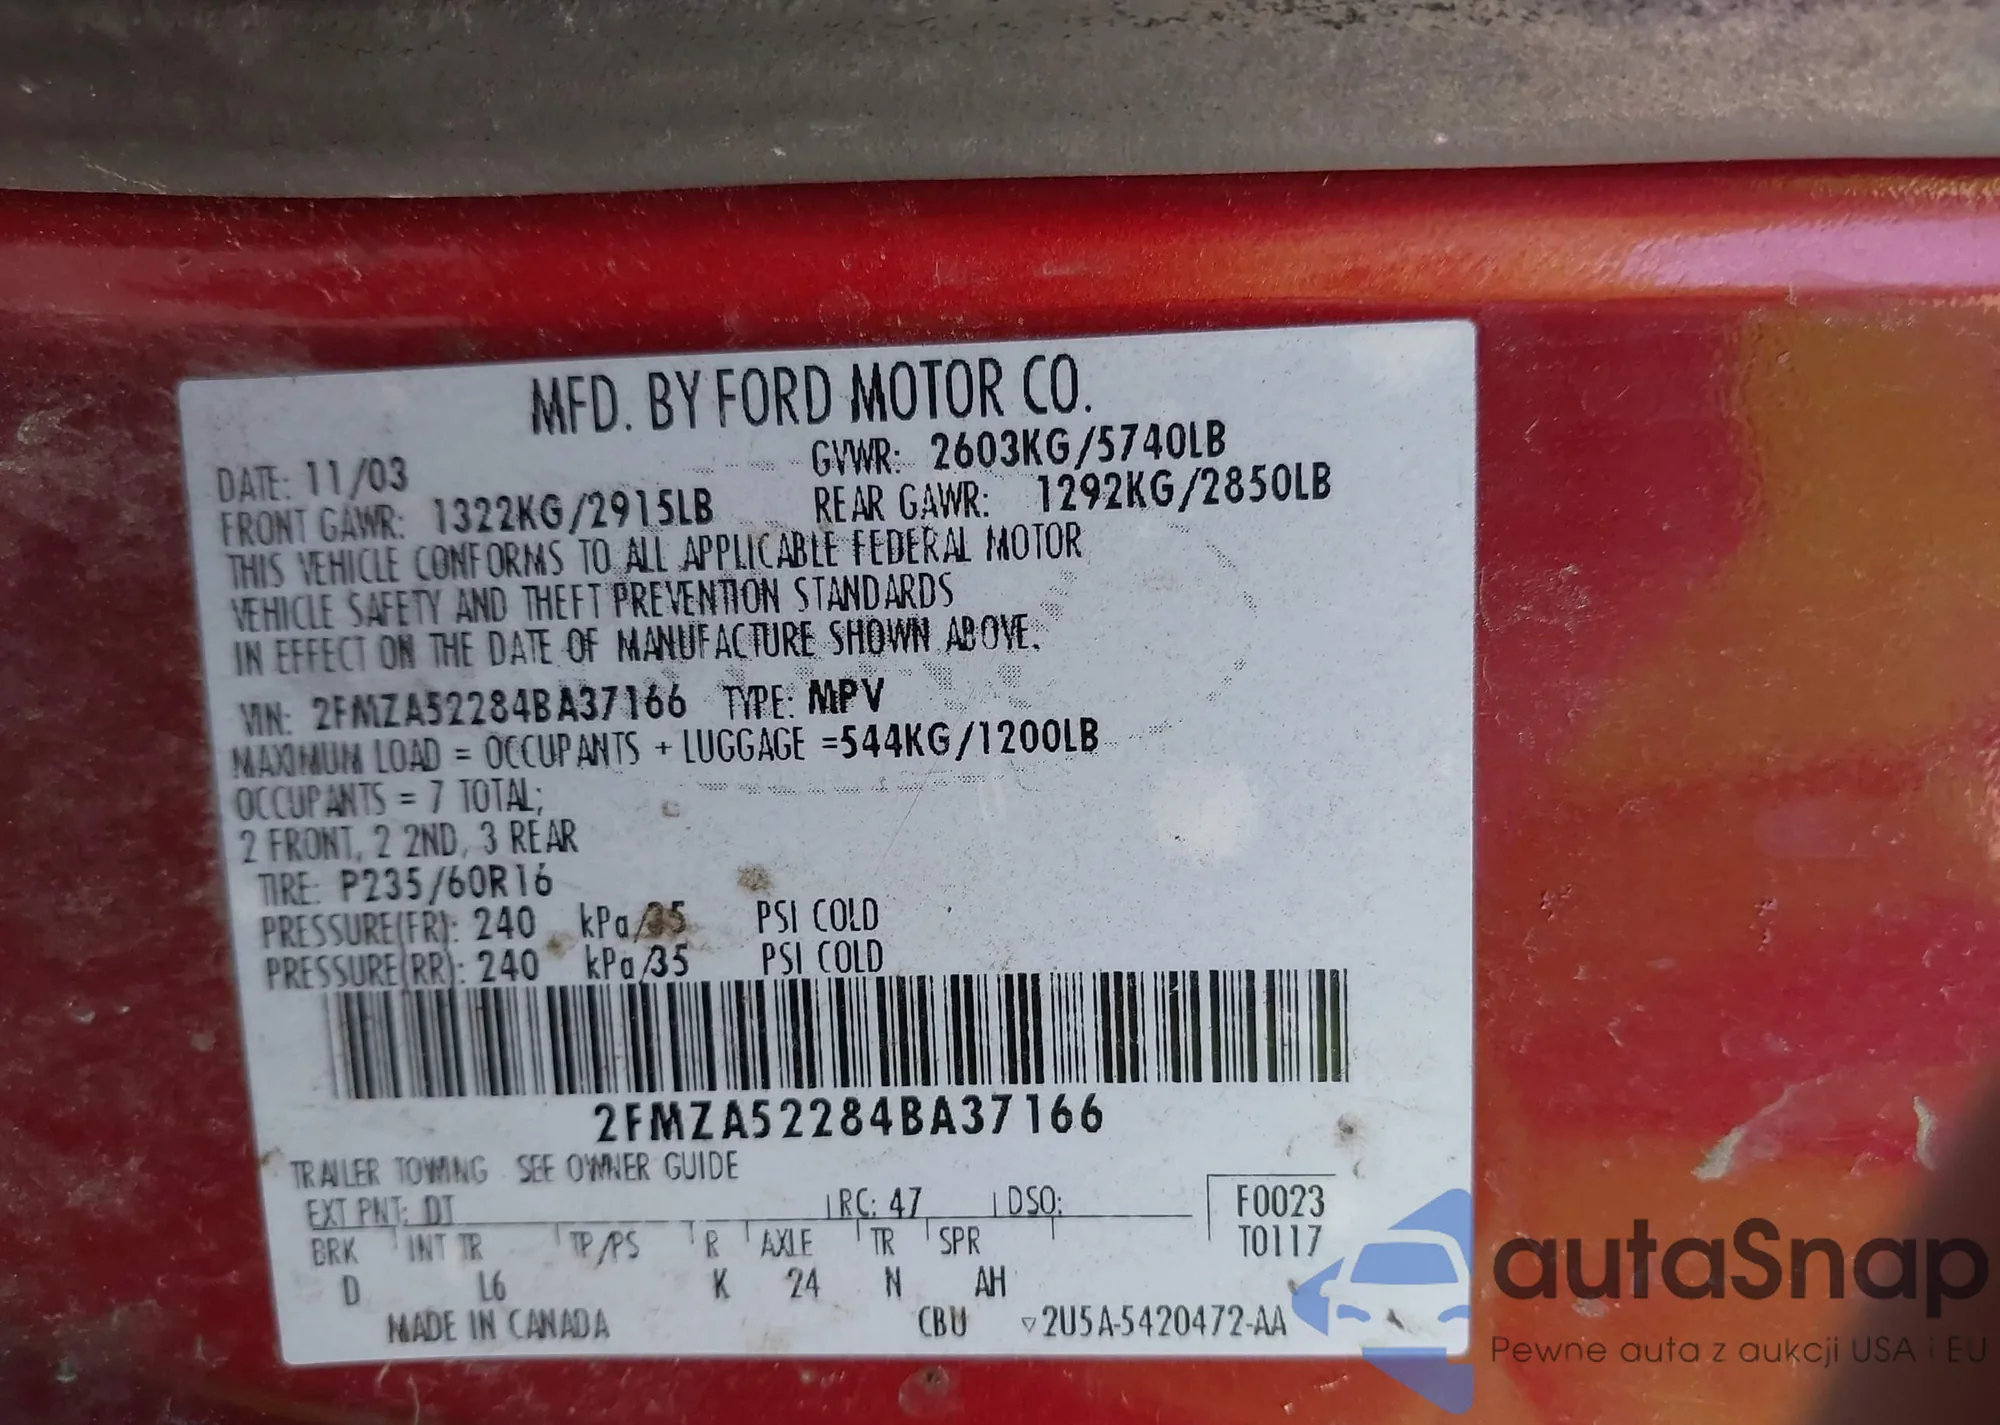 MFD. BY FORD MOTOR CO.
DATE: 11/03 GVWR: 2603KG/5740LB
FRONT GAWR: 1322KG/2915LB REAR GAWR: 1292KG/2850LB
THIS VEHICLE CONFORMS TO ALL APPLICABLE FEDERAL MOTOR
VEHICLE SAFETY AND THEFT PREVENTION STANDARDS
IN EFFECT ON THE DATE OF MANUFACTURE SHOWN ABOVE.
VIN: 2FMZA52284BA37166 TYPE: MPV
MAXIMUM LOAD = OCCUPANTS + LUGGAGE =544KG/1200LB
OCCUPANTS = 7 TOTAL;
2 FRONT, 2 2ND, 3 REAR
TIRE: P235/60R16
PRESSURE(FR): 240 kPa/35 PSI COLD
PRESSURE(RR): 240 kPa/35 PSI COLD
2FMZA52284BA37166
TRAILER TOWING - SEE OWNER GUIDE
EXT PNT: DT RC: 47 DSO: F0023
T0117
BRK INT TR TP/PS R AXLE TR SPR
D L6 K 24 N AH
MADE IN CANADA CBU ▽2U5A-5420472-AA
autaSnap
Pewne auta z aukcji USA i EU